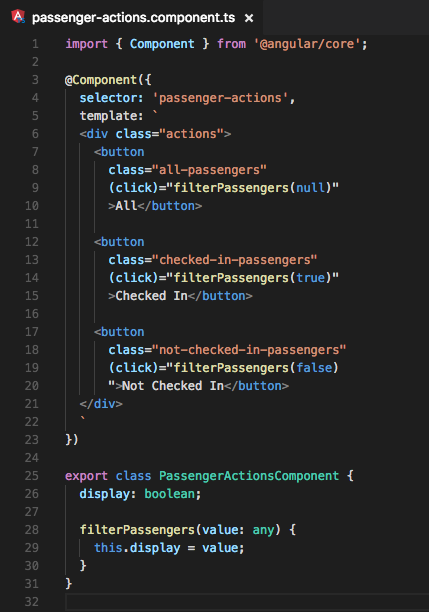 passenger-actions.component.ts ×
1 import { Component } from '@angular/core';
2
3 @Component({
4   selector: 'passenger-actions',
5   template: `
6   <div class="actions">
7     <button
8       class="all-passengers"
9       (click)="filterPassengers(null)"
10       >All</button>
11
12     <button
13       class="checked-in-passengers"
14       (click)="filterPassengers(true)"
15       >Checked In</button>
16
17     <button
18       class="not-checked-in-passengers"
19       (click)="filterPassengers(false)
20       ">Not Checked In</button>
21   </div>
22   `
23 })
24
25 export class PassengerActionsComponent {
26   display: boolean;
27
28   filterPassengers(value: any) {
29     this.display = value;
30   }
31 }
32